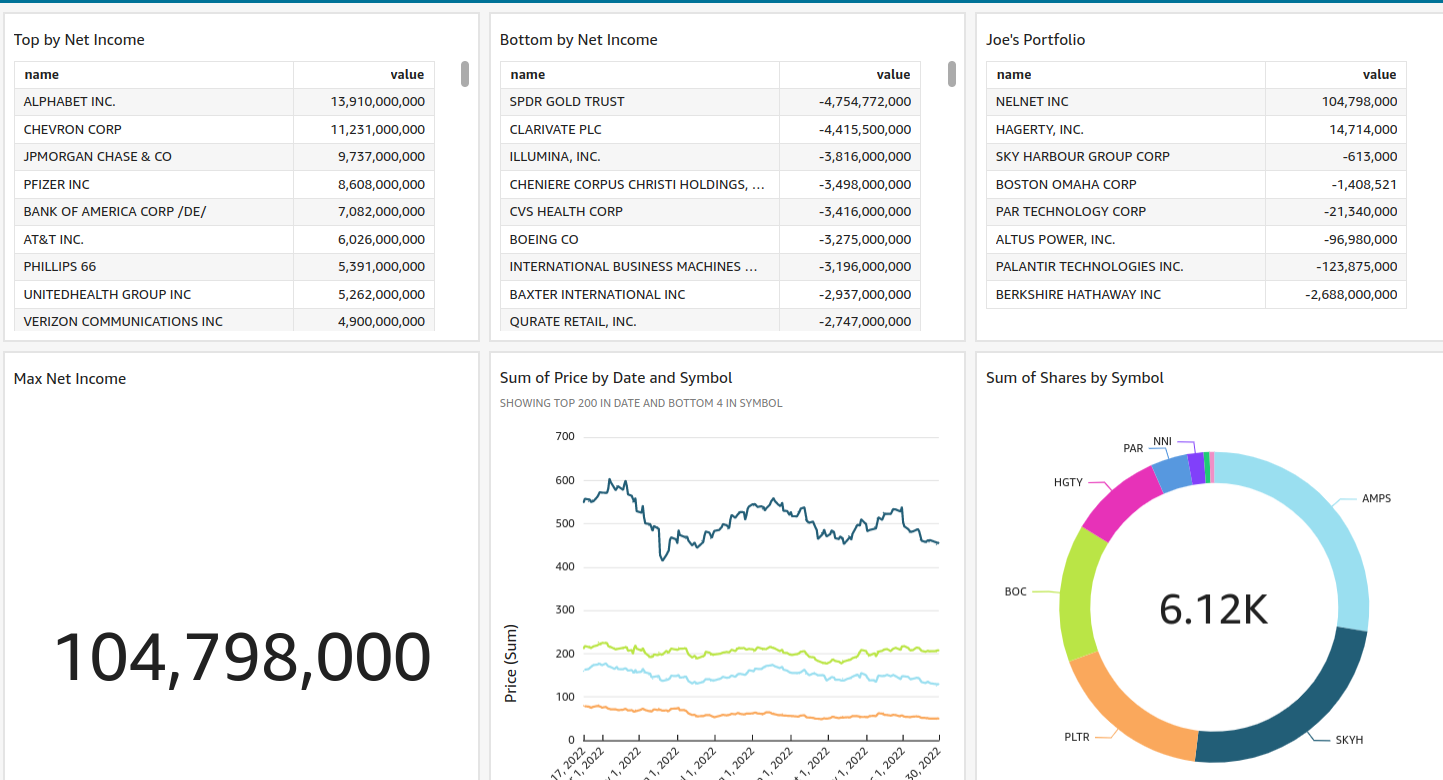 Top by Net Income
name value
ALPHABET INC. 13,910,000,000
CHEVRON CORP 11,231,000,000
JPMORGAN CHASE & CO 9,737,000,000
PFIZER INC 8,608,000,000
BANK OF AMERICA CORP /DE/ 7,082,000,000
AT&T INC. 6,026,000,000
PHILLIPS 66 5,391,000,000
UNITEDHEALTH GROUP INC 5,262,000,000
VERIZON COMMUNICATIONS INC 4,900,000,000
Bottom by Net Income
name value
SPDR GOLD TRUST -4,754,772,000
CLARIVATE PLC -4,415,500,000
ILLUMINA, INC. -3,816,000,000
CHENIERE CORPUS CHRISTI HOLDINGS, ... -3,498,000,000
CVS HEALTH CORP -3,416,000,000
BOEING CO -3,275,000,000
INTERNATIONAL BUSINESS MACHINES ... -3,196,000,000
BAXTER INTERNATIONAL INC -2,937,000,000
QURATE RETAIL, INC. -2,747,000,000
Joe's Portfolio
name value
NELNET INC 104,798,000
HAGERTY, INC. 14,714,000
SKY HARBOUR GROUP CORP -613,000
BOSTON OMAHA CORP -1,408,521
PAR TECHNOLOGY CORP -21,340,000
ALTUS POWER, INC. -96,980,000
PALANTIR TECHNOLOGIES INC. -123,875,000
BERKSHIRE HATHAWAY INC -2,688,000,000
Max Net Income
104,798,000
Sum of Price by Date and Symbol
SHOWING TOP 200 IN DATE AND BOTTOM 4 IN SYMBOL
700
600
500
400
300
200
100
0
Price (Sum)
17, 2022
1, 2022
1, 2022
1, 2022
1, 2022
1, 2022
1, 2022
1, 2022
1, 2022
1, 2022
30, 2022
Sum of Shares by Symbol
NNI
PAR
HGTY
AMPS
BOC
6.12K
PLTR
SKYH